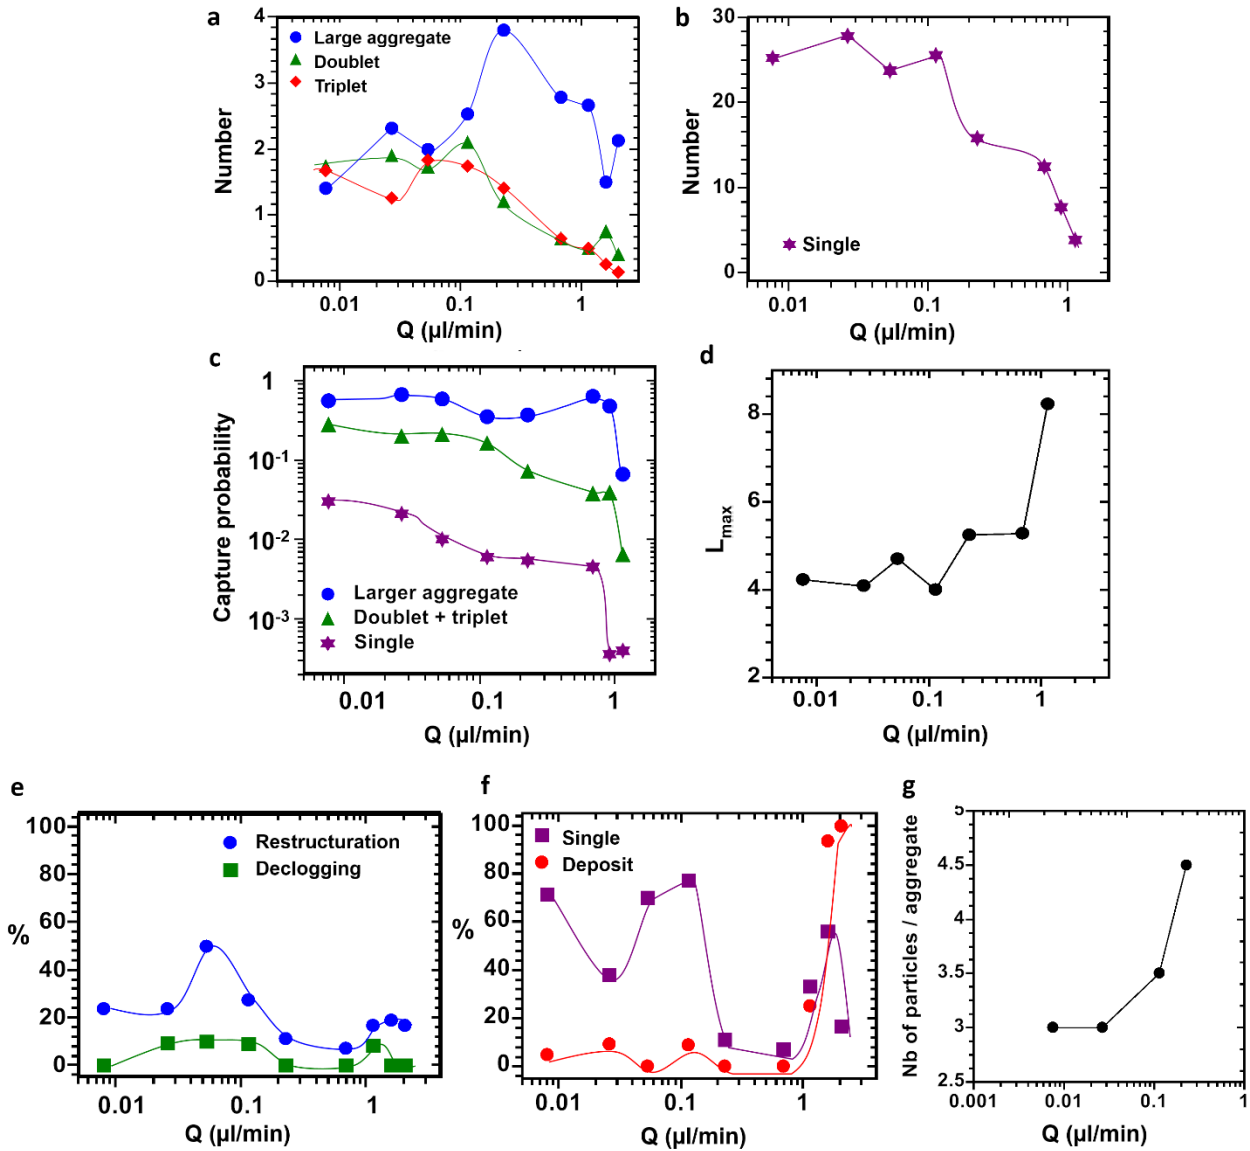 a
4
3
2
1
0
Number
Large aggregate
Doublet
Triplet
0.01 0.1 1
Q (µl/min)
b
30
20
10
0
Number
Single
0.01 0.1 1
Q (µl/min)
c
1
10-1
10-2
10-3
Capture probability
Larger aggregate
Doublet + triplet
Single
0.01 0.1 1
Q (µl/min)
d
8
6
4
2
Lmax
0.01 0.1 1
Q (µl/min)
e
100
80
60
40
20
0
%
Restructuration
Declogging
0.01 0.1 1
Q (µl/min)
f
100
80
60
40
20
0
%
Single
Deposit
0.01 0.1 1
Q (µl/min)
g
5
4.5
3.5
3
2.5
Nb of particles / aggregate
0.001 0.01 0.1 1
Q (µl/min)